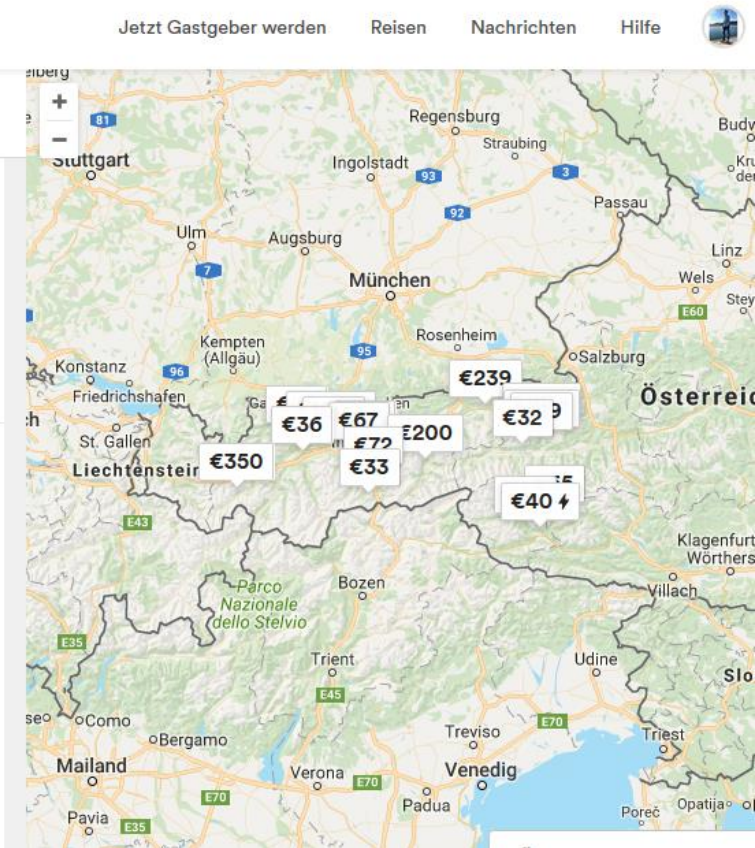 Jetzt Gastgeber werden Reisen Nachrichten Hilfe
+
−
81
Regensburg
Straubing
Stuttgart
Ingolstadt
93
3
92
Passau
Ulm
Augsburg
Linz
7
München
Wels
E60
Kempten
(Allgäu)
95
Rosenheim
Salzburg
Konstanz
96
€239
Friedrichshafen
€36
€67
€32
€200
€72
St. Gallen
€350
€33
Liechtenstein
€40
E43
Klagenfurt
Villach
Parco
Nazionale
dello Stelvio
Bozen
E35
Trient
Udine
E45
Como
Bergamo
Treviso
E70
Triest
Mailand
Verona
E70
Venedig
E70
Padua
Pavia
E35
Poreč
Opatija